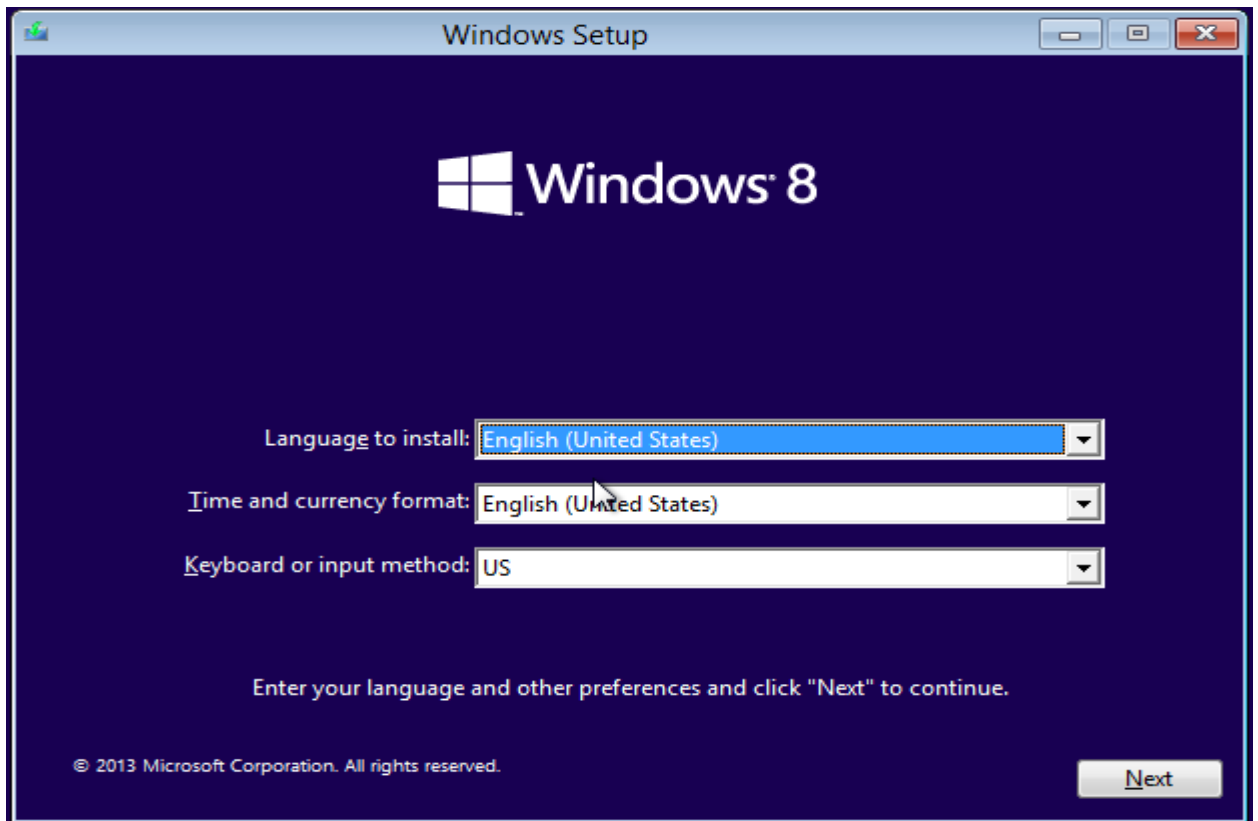 Windows Setup
Windows® 8
Language to install: English (United States)
Time and currency format: English (United States)
Keyboard or input method: US
Enter your language and other preferences and click "Next" to continue.
© 2013 Microsoft Corporation. All rights reserved.
Next